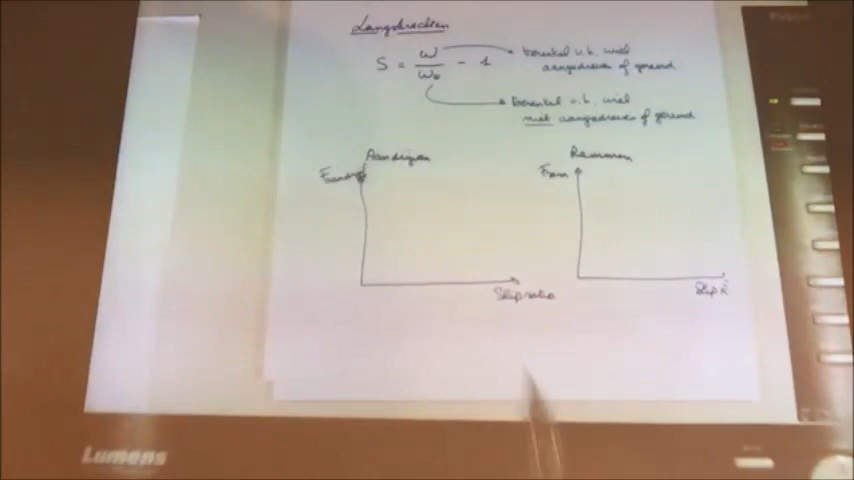 Langskrachten
S = ω/ω₀ - 1
toerental v.h. wiel
aangedreven of geremd
toerental v.h. wiel
niet aangedreven of geremd
Aandrijven
Remmen
Frem
Slip ratio
Slip R
Lumens